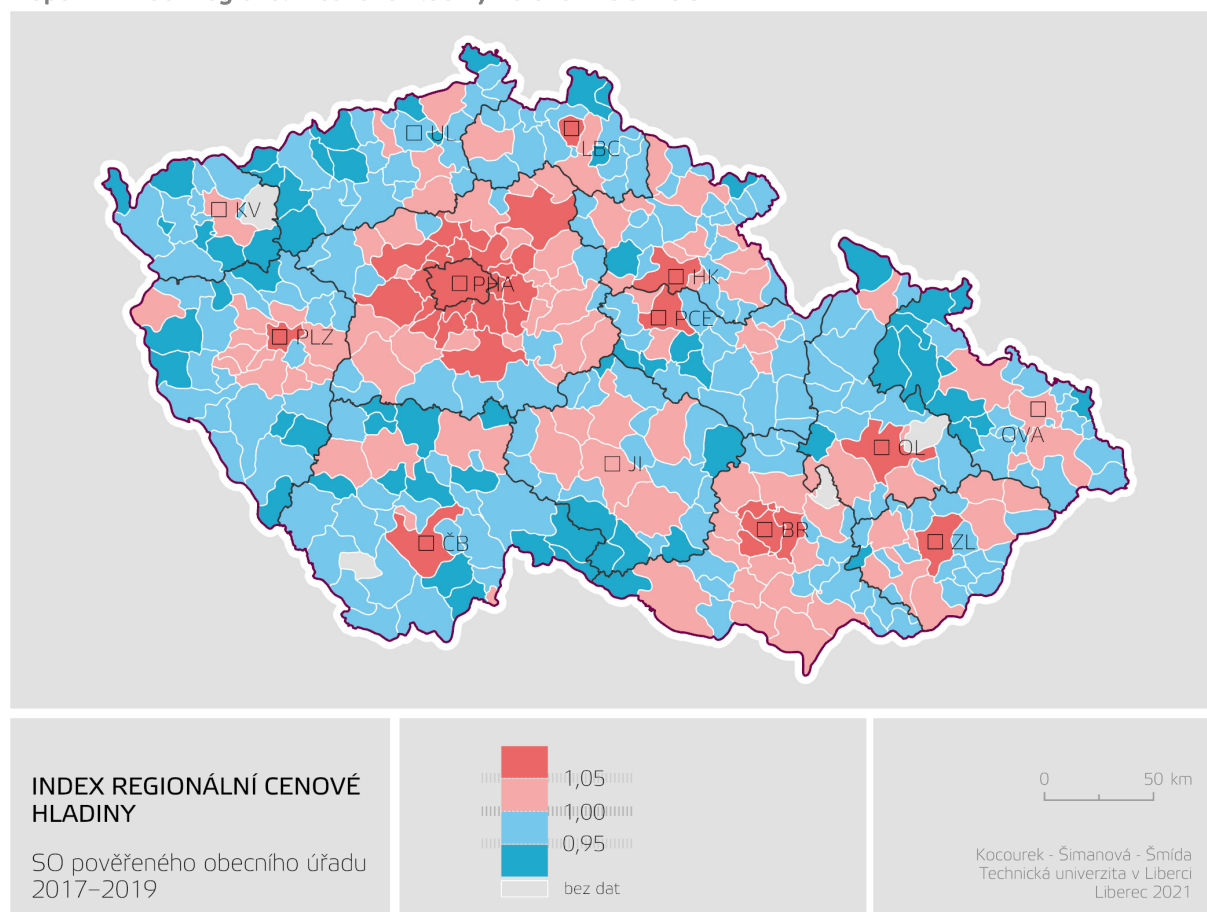 UL
LBC
KV
PHA
HK
PCE
PLZ
OVA
OL
JI
BR
ZL
ČB
INDEX REGIONÁLNÍ CENOVÉ
HLADINY
SO pověřeného obecního úřadu
2017–2019
1,05
1,00
0,95
bez dat
0 50 km
Kocourek - Šimanová - Šmída
Technická univerzita v Liberci
Liberec 2021